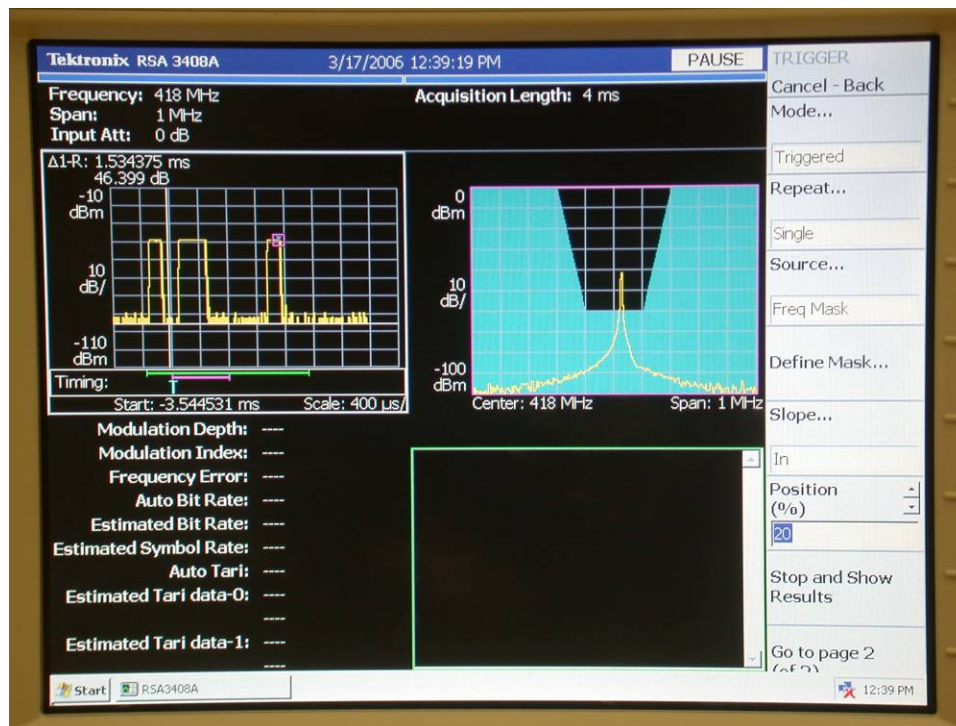 Tektronix RSA 3408A 3/17/2006 12:39:19 PM PAUSE
Frequency: 418 MHz
Span: 1 MHz
Input Att: 0 dB
Acquisition Length: 4 ms
Δ1-R: 1.534375 ms
46.399 dB
-10
dBm
10
dB/
-110
dBm
Timing:
T
Start: -3.544531 ms Scale: 400 µs/
0
dBm
10
dB/
-100
dBm
Center: 418 MHz Span: 1 MHz
Modulation Depth: ----
Modulation Index: ----
Frequency Error: ----
Auto Bit Rate: ----
Estimated Bit Rate: ----
Estimated Symbol Rate: ----
Auto Tari: ----
Estimated Tari data-0: ----
----
Estimated Tari data-1: ----
----
TRIGGER
Cancel - Back
Mode...
Triggered
Repeat...
Single
Source...
Freq Mask
Define Mask...
Slope...
In
Position
(%)
20
Stop and Show
Results
Go to page 2
(of 2)
Start RSA3408A 12:39 PM